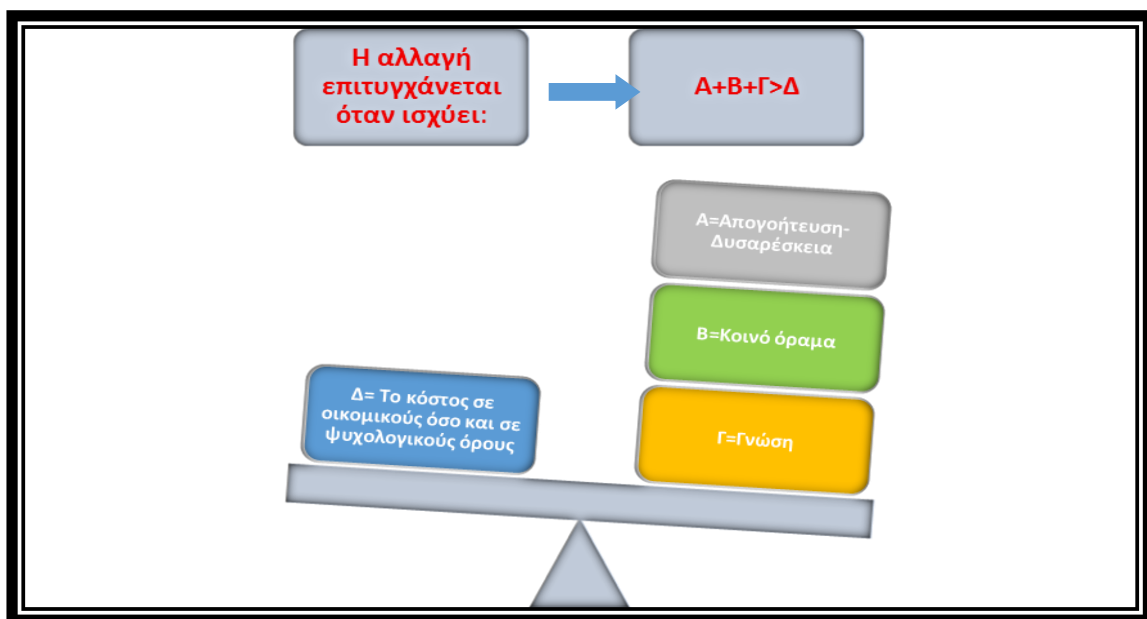 Η αλλαγή
επιτυγχάνεται
όταν ισχύει:
Α+Β+Γ>Δ
Α=Απογοήτευση-
Δυσαρέσκεια
Β=Κοινό όραμα
Γ=Γνώση
Δ= Το κόστος σε
οικομικούς όσο και σε
ψυχολογικούς όρους